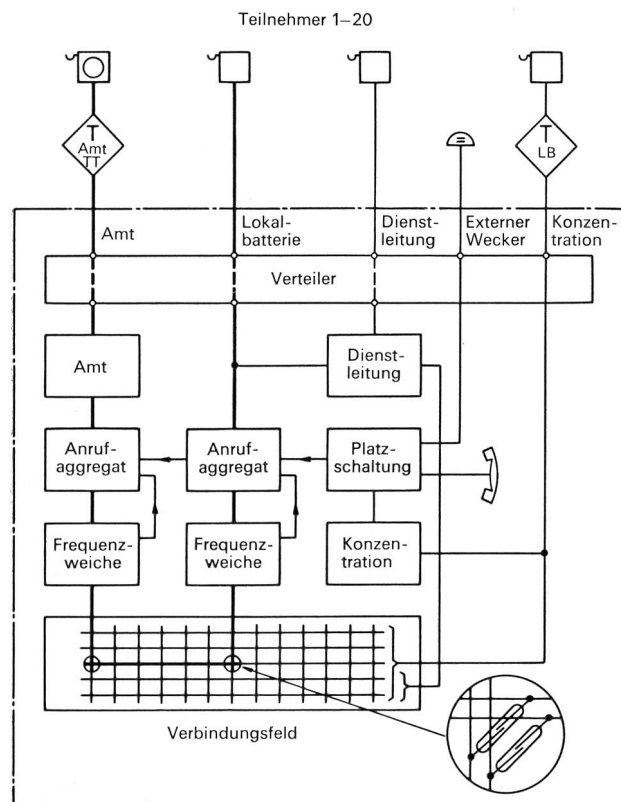 Teilnehmer 1–20
T
Amt
TT
T
LB
Amt
Lokal-
batterie
Dienst-
leitung
Externer
Wecker
Konzen-
tration
Verteiler
Amt
Dienst-
leitung
Anruf-
aggregat
Anruf-
aggregat
Platz-
schaltung
Frequenz-
weiche
Frequenz-
weiche
Konzen-
tration
Verbindungsfeld